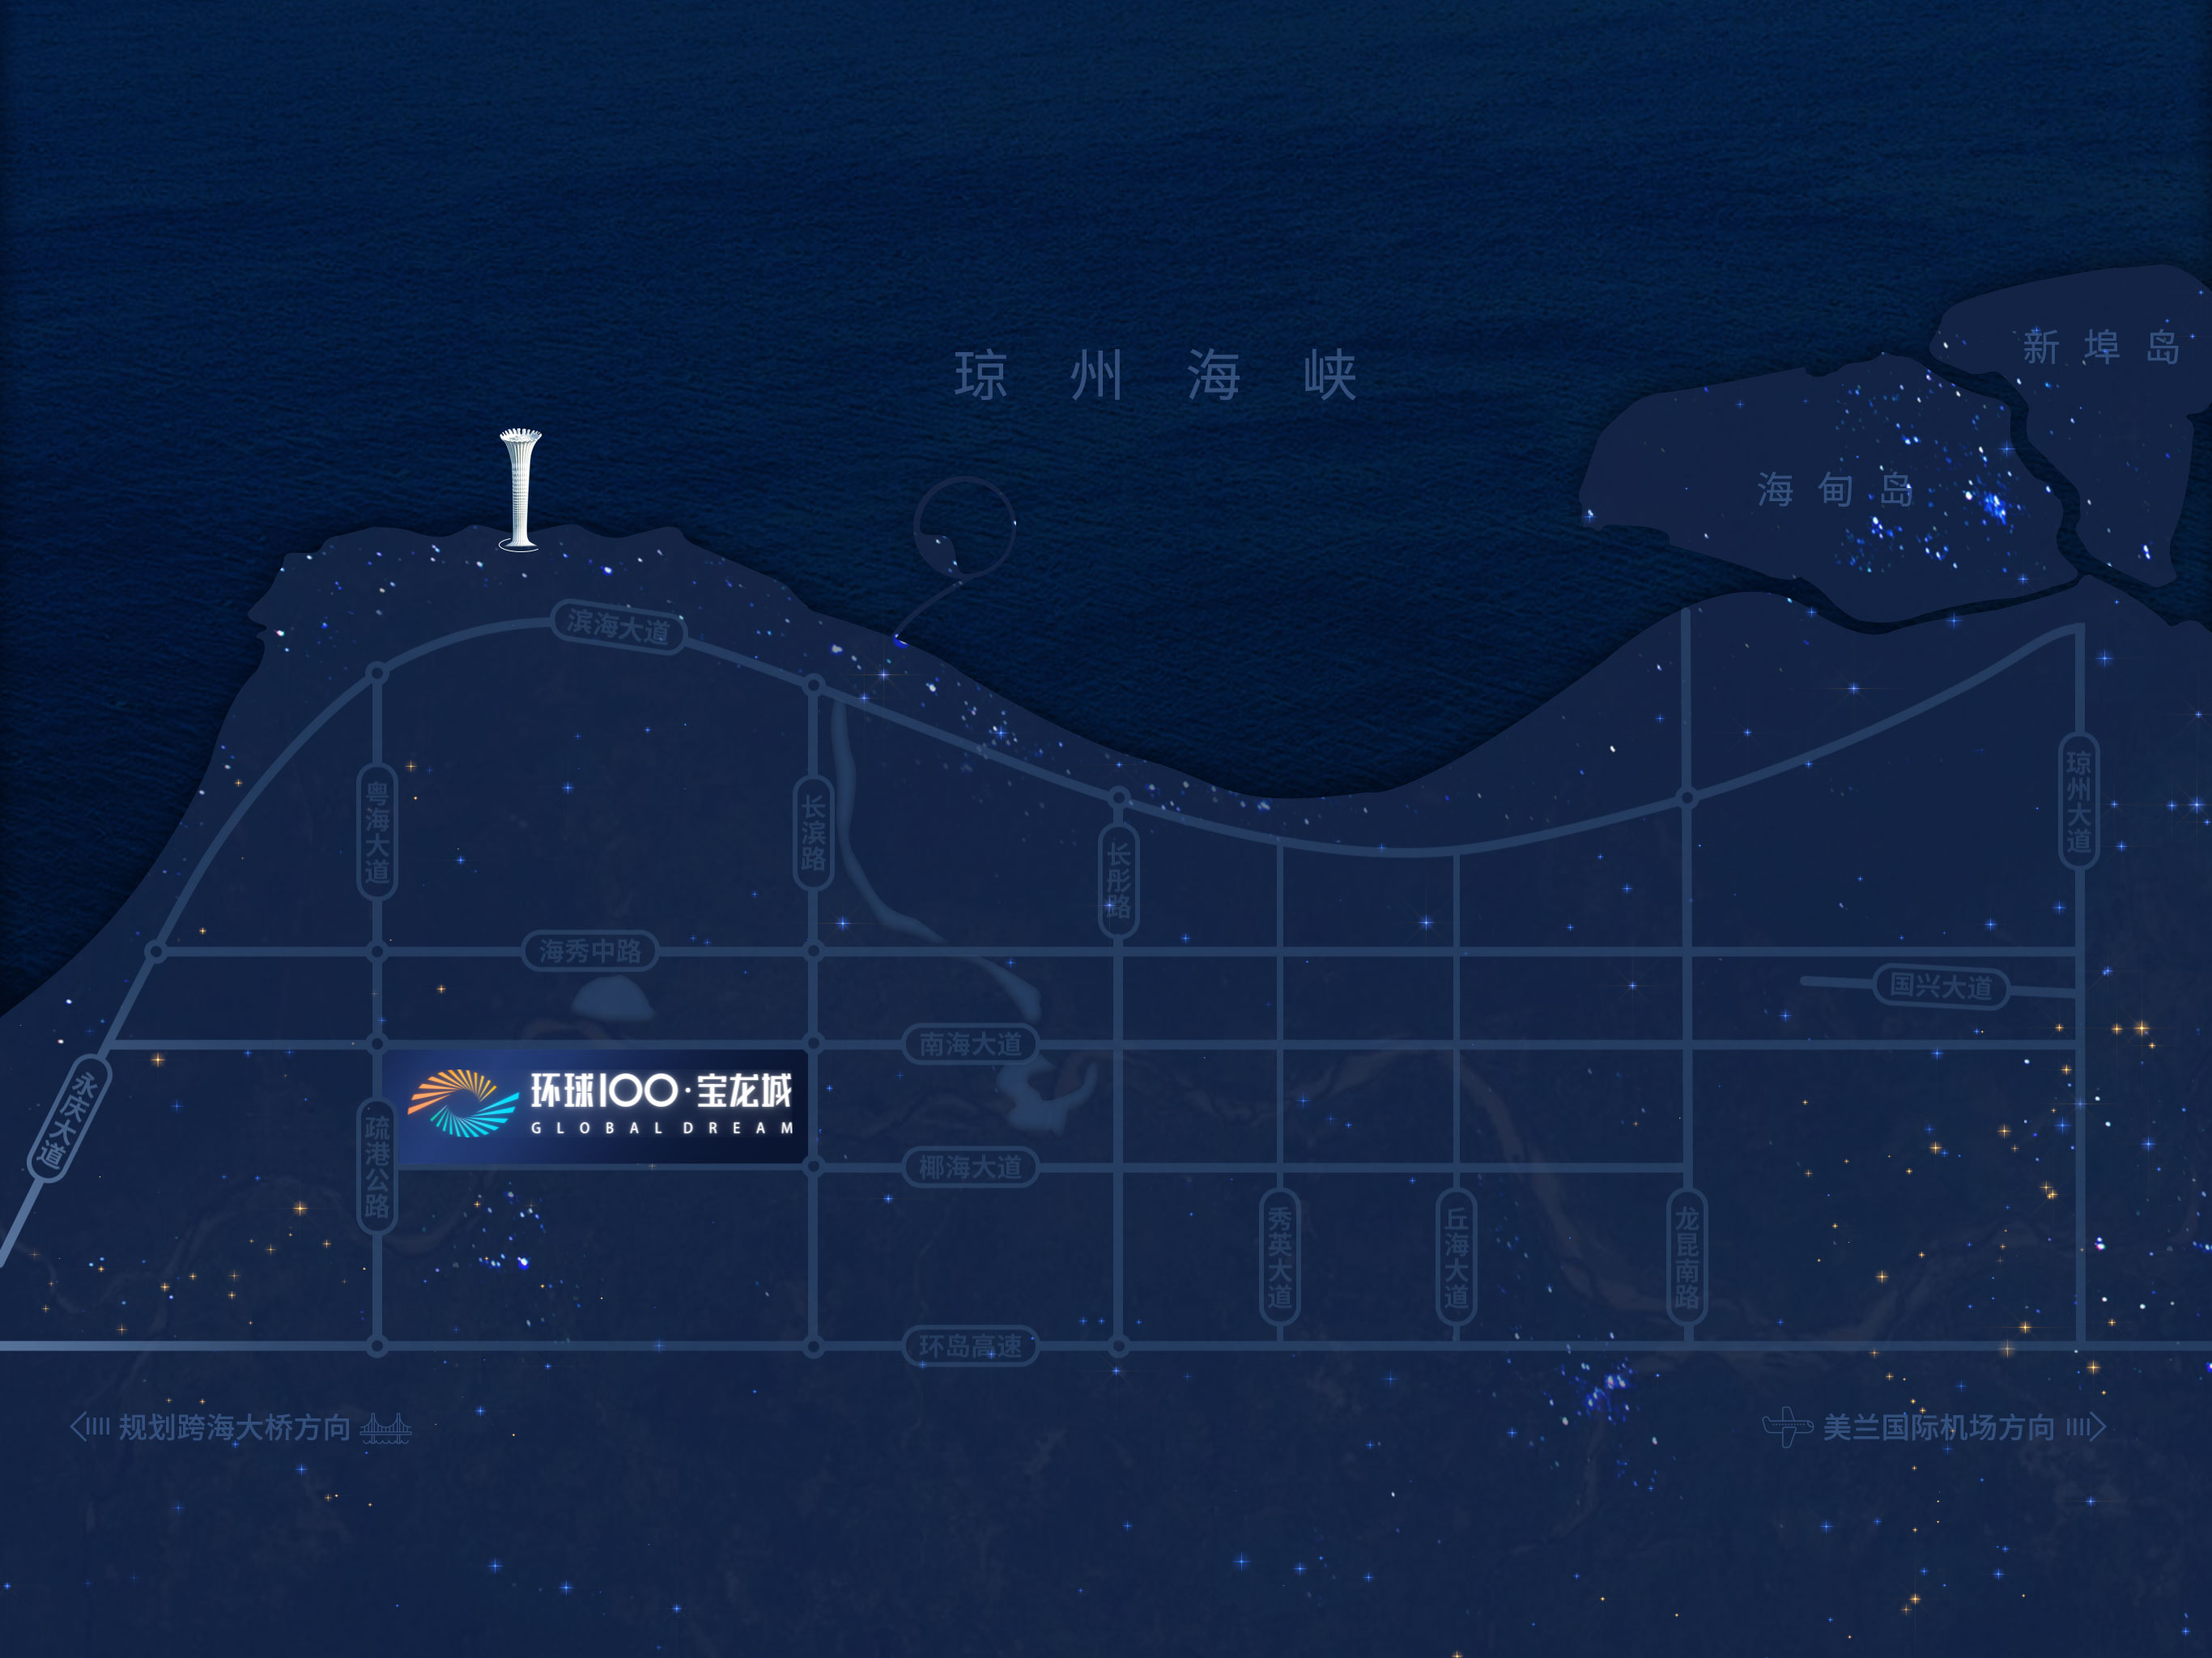 新埠岛
琼州海峡
海甸岛
滨海大道
粤海大道
长滨路
长彤路
琼州大道
海秀中路
国兴大道
南海大道
永庆大道
环球100·宝龙城
GLOBAL DREAM
疏港公路
椰海大道
秀英大道
丘海大道
龙昆南路
环岛高速
规划跨海大桥方向
美兰国际机场方向